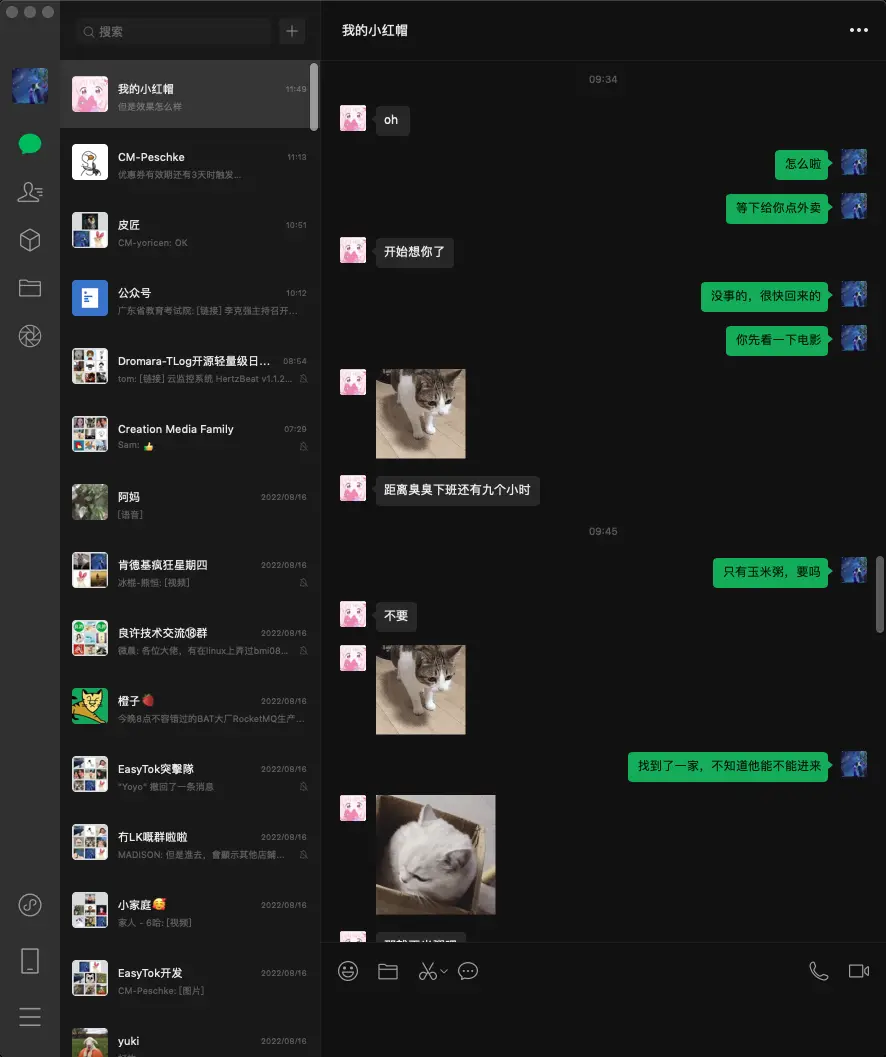 搜索
我的小红帽
11:49
但是效果怎么样
CM-Peschke
11:13
优惠券有效期还有3天时触发...
皮匠
10:51
CM-yoricen: OK
公众号
10:12
广东省教育考试院: [链接] 李克强主持召开...
Dromara-TLog开源轻量级日...
08:54
tom: [链接] 云监控系统 HertzBeat v1.1.2...
Creation Media Family
07:29
Sam: 👍
阿妈
2022/08/16
[语音]
肯德基疯狂星期四
2022/08/16
冰棍-熊恒: [视频]
良许技术交流⑱群
2022/08/16
微晨: 各位大佬，有在linux上弄过bmi08...
橙子🍓
2022/08/16
今晚8点不容错过的BAT大厂RocketMQ生产...
EasyTok突擊隊
2022/08/16
"Yoyo" 撤回了一条消息
冇LK嘅群啦啦
2022/08/16
MADISON: 但是進去，會顯示其他店鋪...
小家庭🥰
2022/08/16
家人 - 6哈: [视频]
EasyTok开发
2022/08/16
CM-Peschke: [图片]
yuki
2022/08/16
我的小红帽
09:34
oh
怎么啦
等下给你点外卖
开始想你了
没事的，很快回来的
你先看一下电影
距离臭臭下班还有九个小时
09:45
只有玉米粥，要吗
不要
找到了一家，不知道他能不能进来